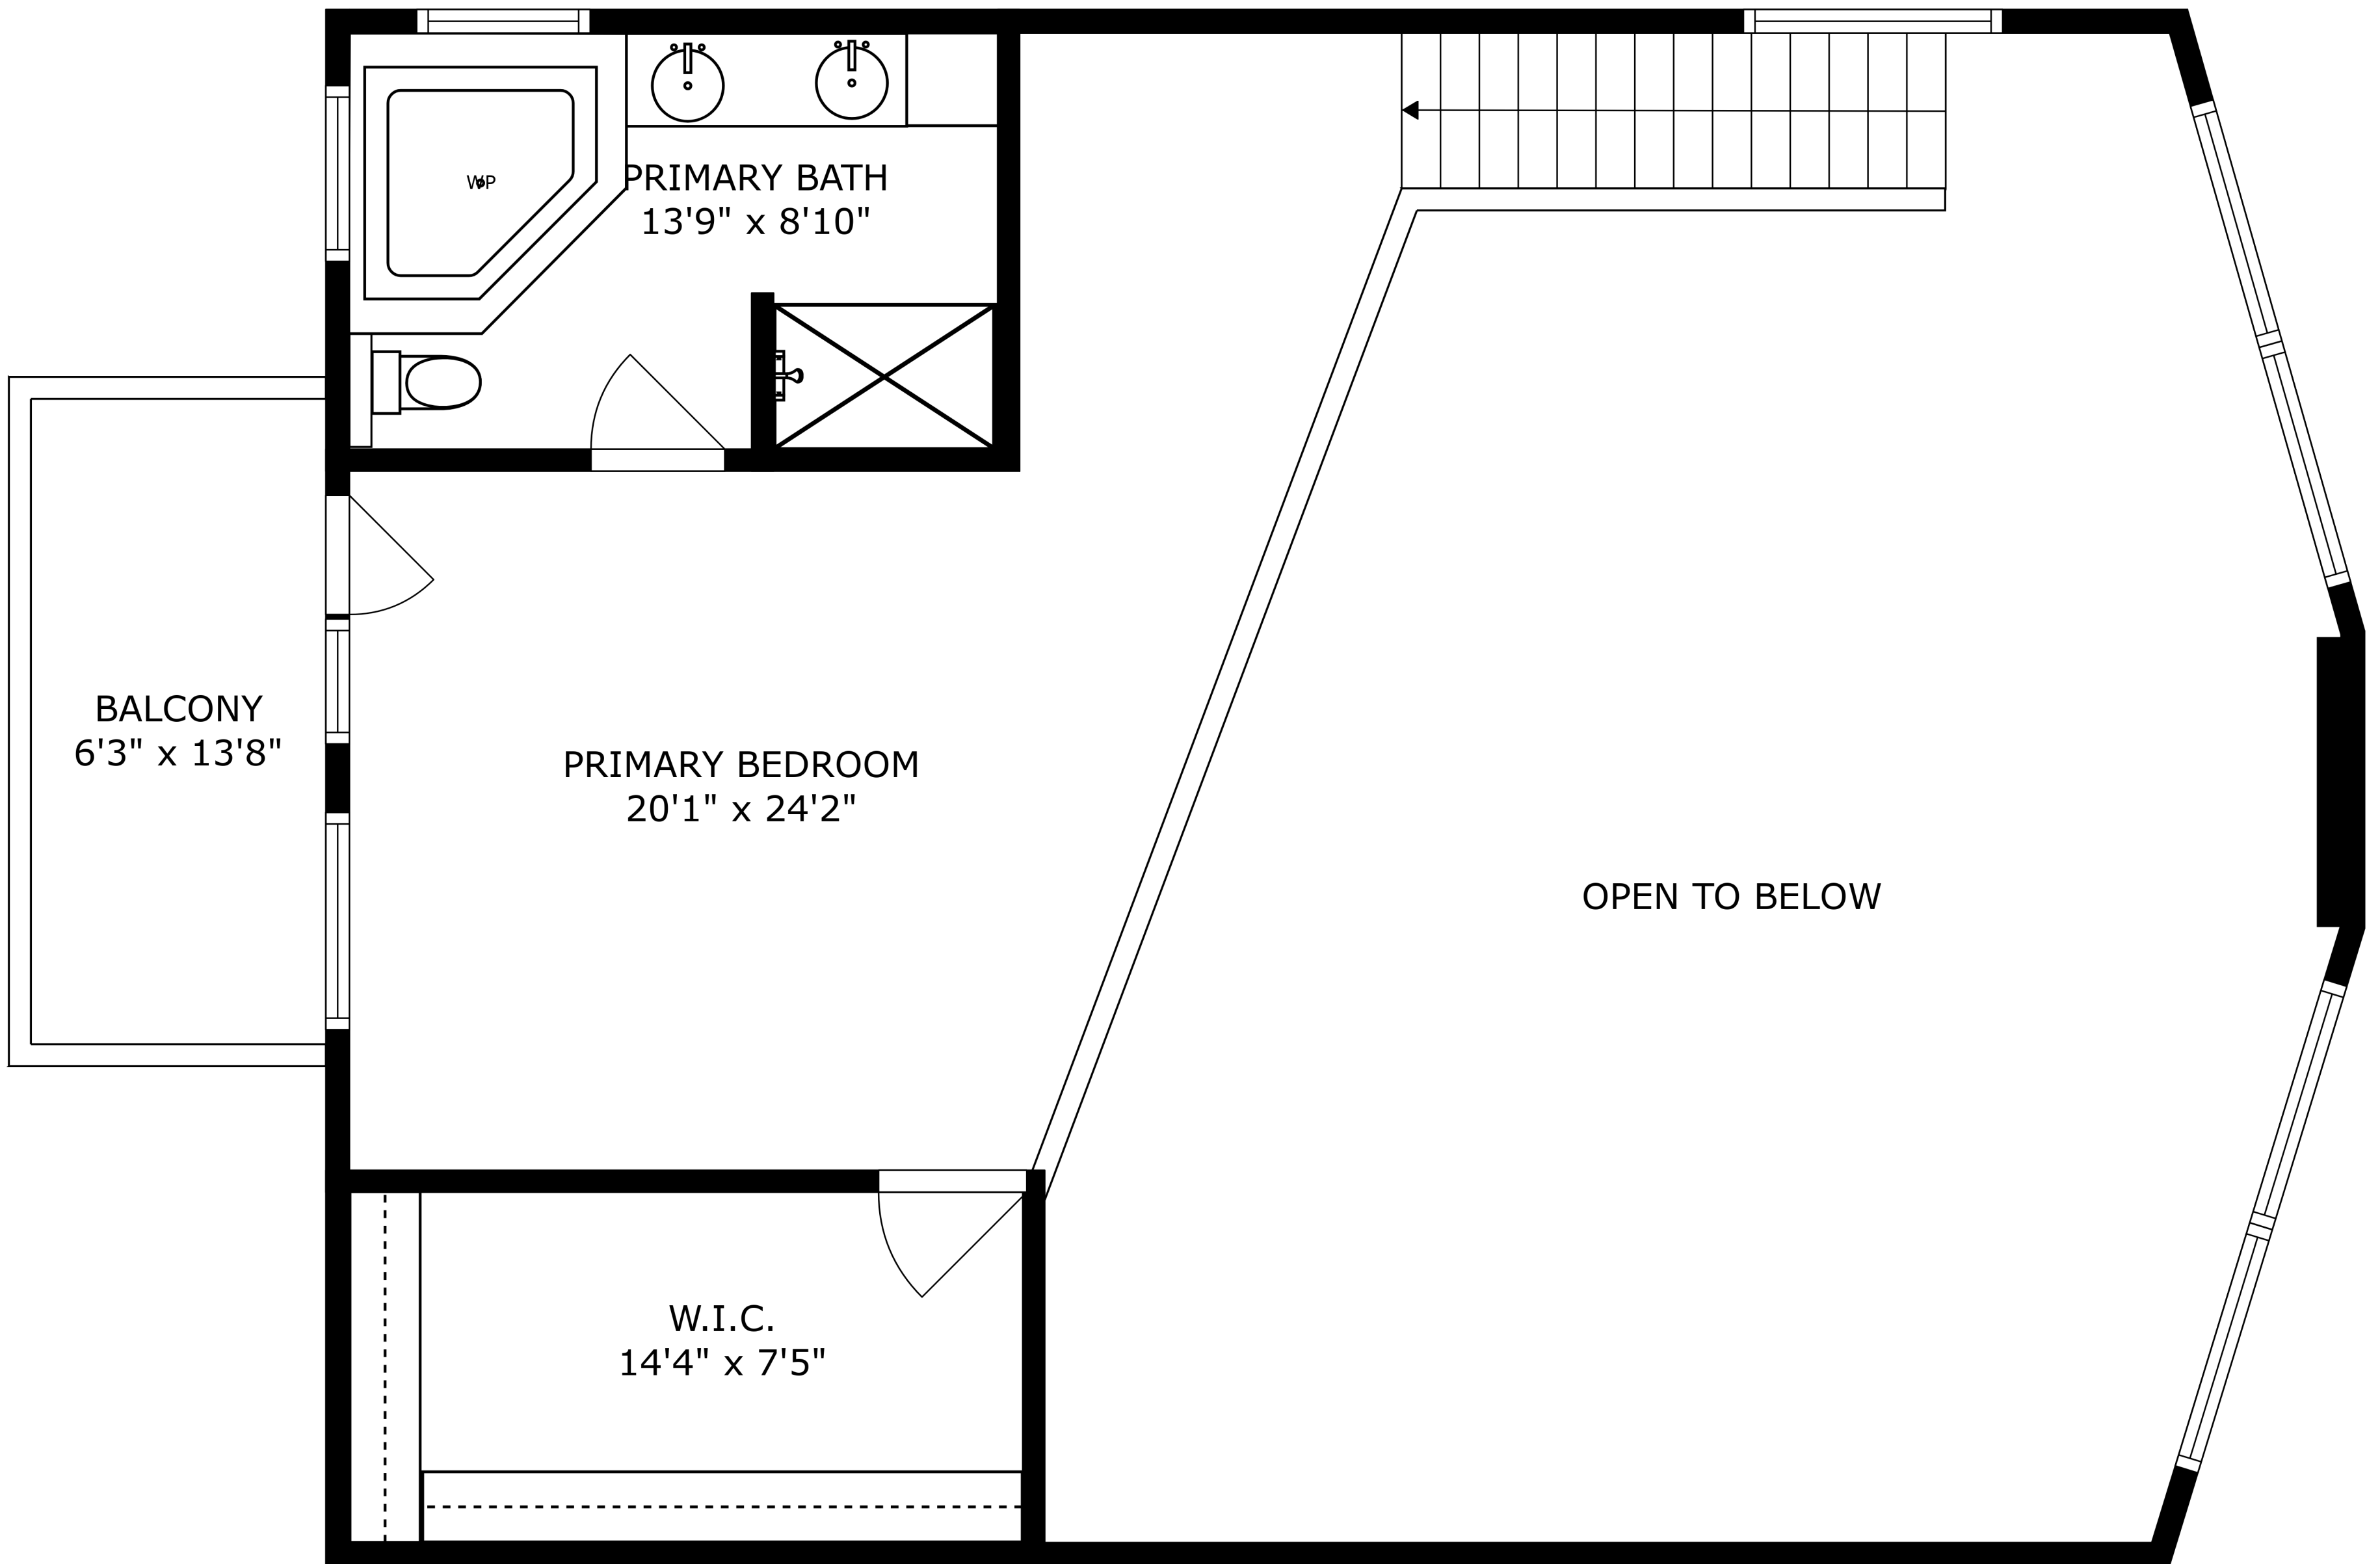 WP
PRIMARY BATH
13'9" x 8'10"
BALCONY
6'3" x 13'8"
PRIMARY BEDROOM
20'1" x 24'2"
OPEN TO BELOW
W.I.C.
14'4" x 7'5"